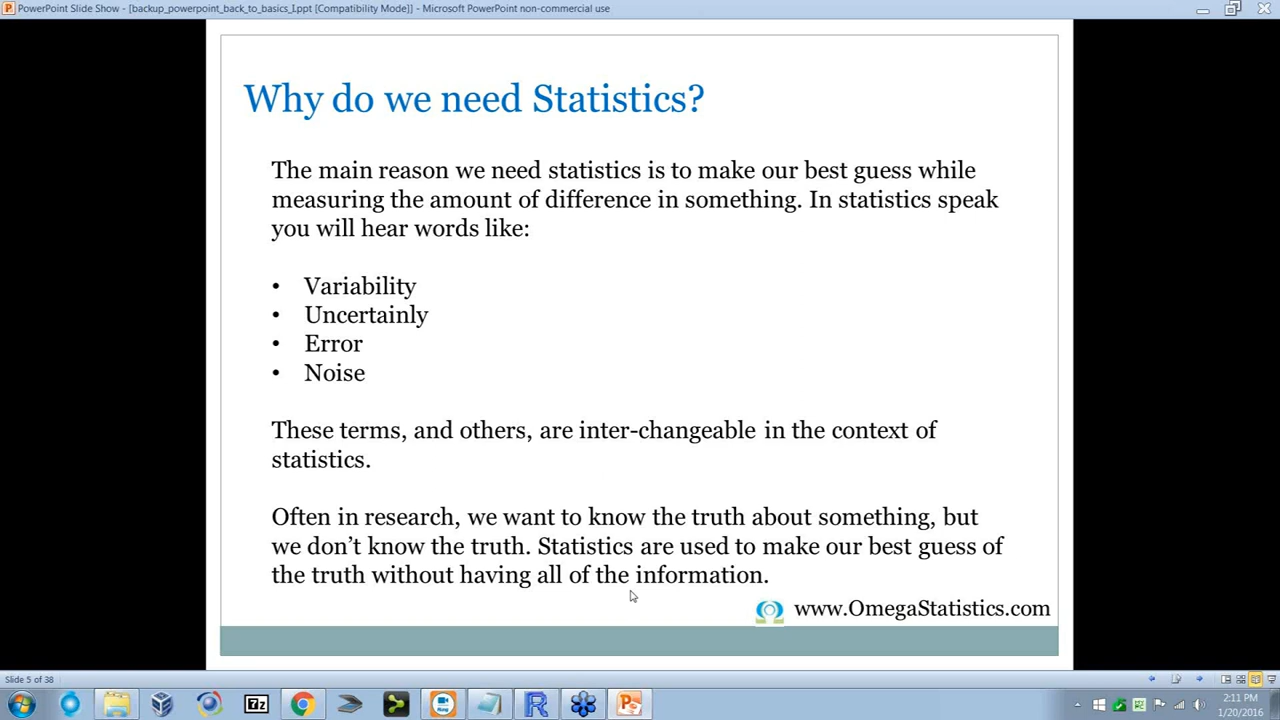 PowerPoint Slide Show - [backup_powerpoint_back_to_basics_I.ppt [Compatibility Mode]] - Microsoft PowerPoint non-commercial use
Why do we need Statistics?
The main reason we need statistics is to make our best guess while
measuring the amount of difference in something. In statistics speak
you will hear words like:
• Variability
• Uncertainly
• Error
• Noise
These terms, and others, are inter-changeable in the context of
statistics.
Often in research, we want to know the truth about something, but
we don't know the truth. Statistics are used to make our best guess of
the truth without having all of the information.
www.OmegaStatistics.com
Slide 5 of 38
7z
R
P
2:11 PM
1/20/2016